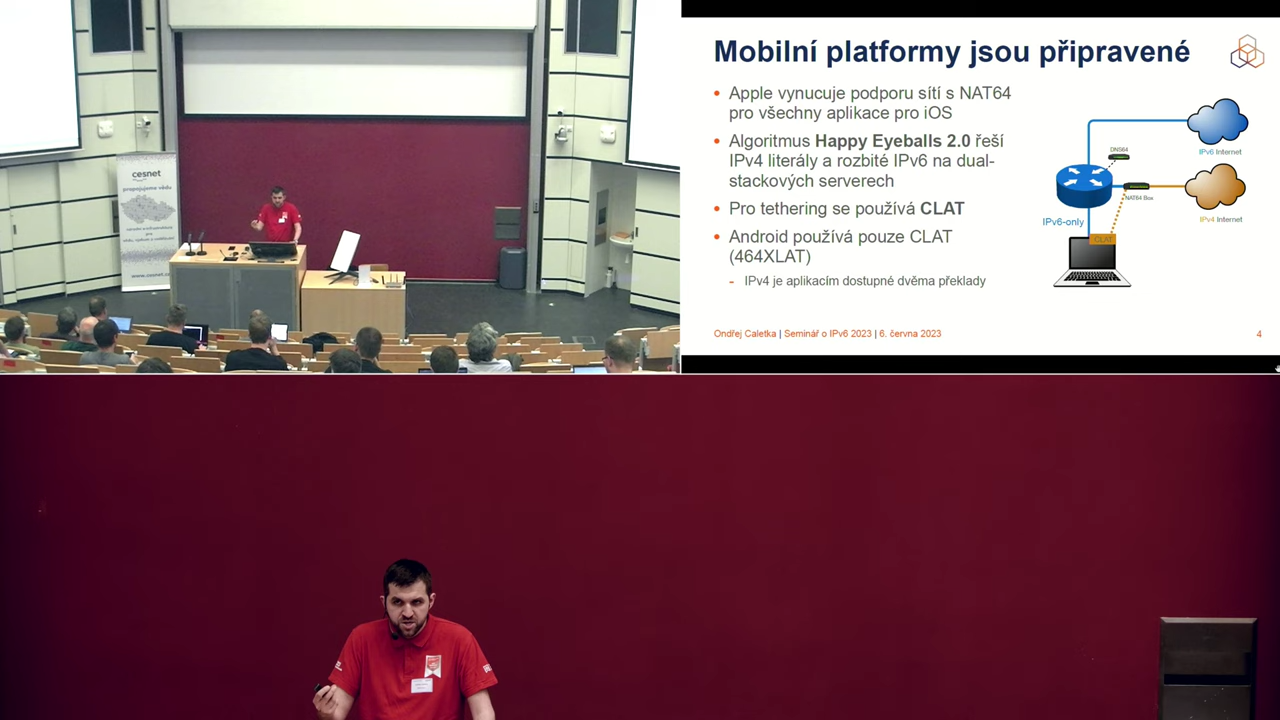 cesnet
propojujeme vědu
www.cesnet.c
Mobilní platformy jsou připravené
• Apple vynucuje podporu sítí s NAT64
pro všechny aplikace pro iOS
• Algoritmus Happy Eyeballs 2.0 řeší
IPv4 literály a rozbité IPv6 na dual-
stackových serverech
• Pro tethering se používá CLAT
• Android používá pouze CLAT
(464XLAT)
- IPv4 je aplikacím dostupné dvěma překlady
DNS64
IPv6 Internet
NAT64 Box
IPv4 Internet
IPv6-only
CLAT
Ondřej Caletka | Seminář o IPv6 2023 | 6. června 2023
4